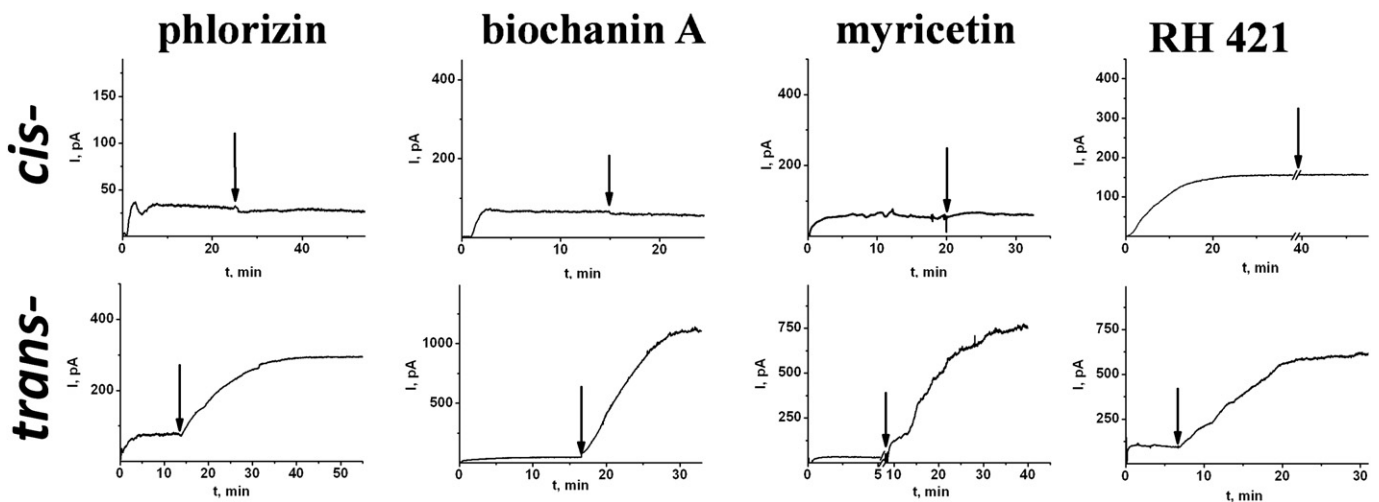 phlorizin
biochanin A
myricetin
RH 421
cis-
I, pA
150
100
50
0 20 40
t, min
I, pA
400
200
0 10 20
t, min
I, pA
400
200
0 10 20 30
t, min
I, pA
400
300
200
100
0 20 40
t, min
trans-
I, pA
400
200
0 10 20 30 40 50
t, min
I, pA
1000
500
0 10 20 30
t, min
I, pA
750
500
250
0 5 10 20 30 40
t, min
I, pA
750
500
250
0 10 20 30
t, min